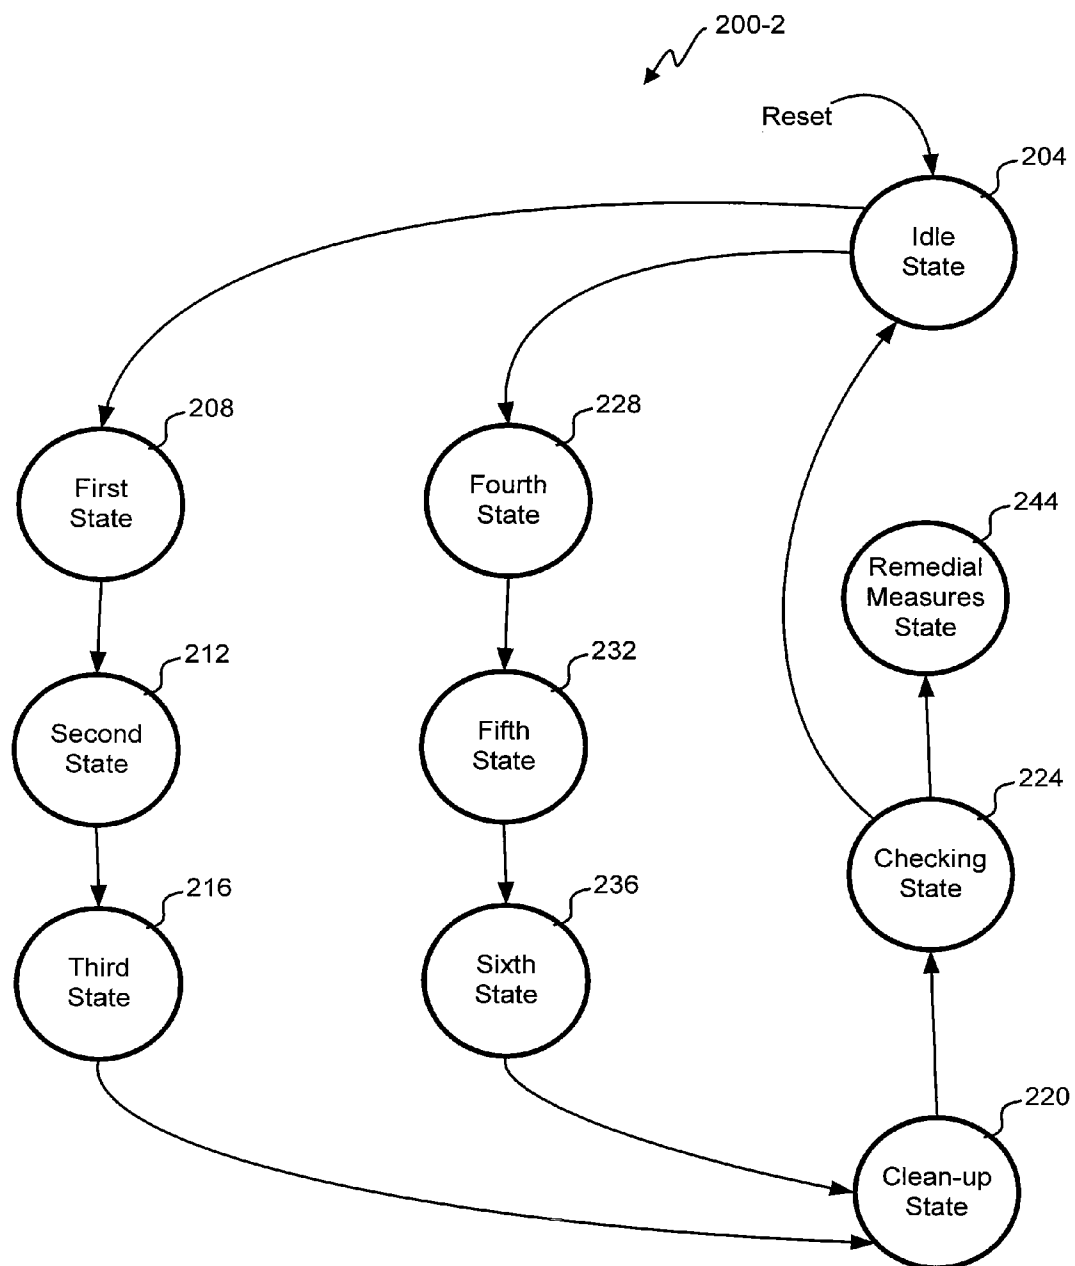 200-2
Reset
204
Idle
State
208
First
State
228
Fourth
State
244
Remedial
Measures
State
212
Second
State
232
Fifth
State
224
Checking
State
216
Third
State
236
Sixth
State
220
Clean-up
State